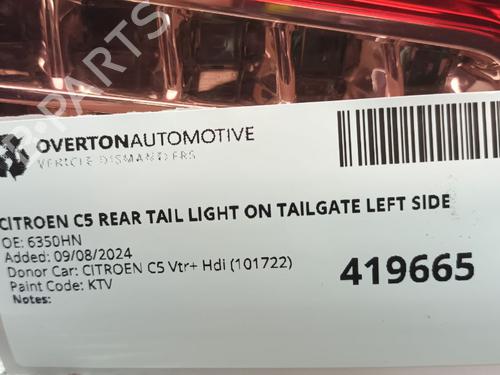 OVERTONAUTOMOTIVE
VEHICLE DISMANTLERS
CITROEN C5 REAR TAIL LIGHT ON TAILGATE LEFT SIDE
OE: 6350HN
Added: 09/08/2024
Donor Car: CITROEN C5 Vtr+ Hdi (101722)
Paint Code: KTV
Notes:
419665